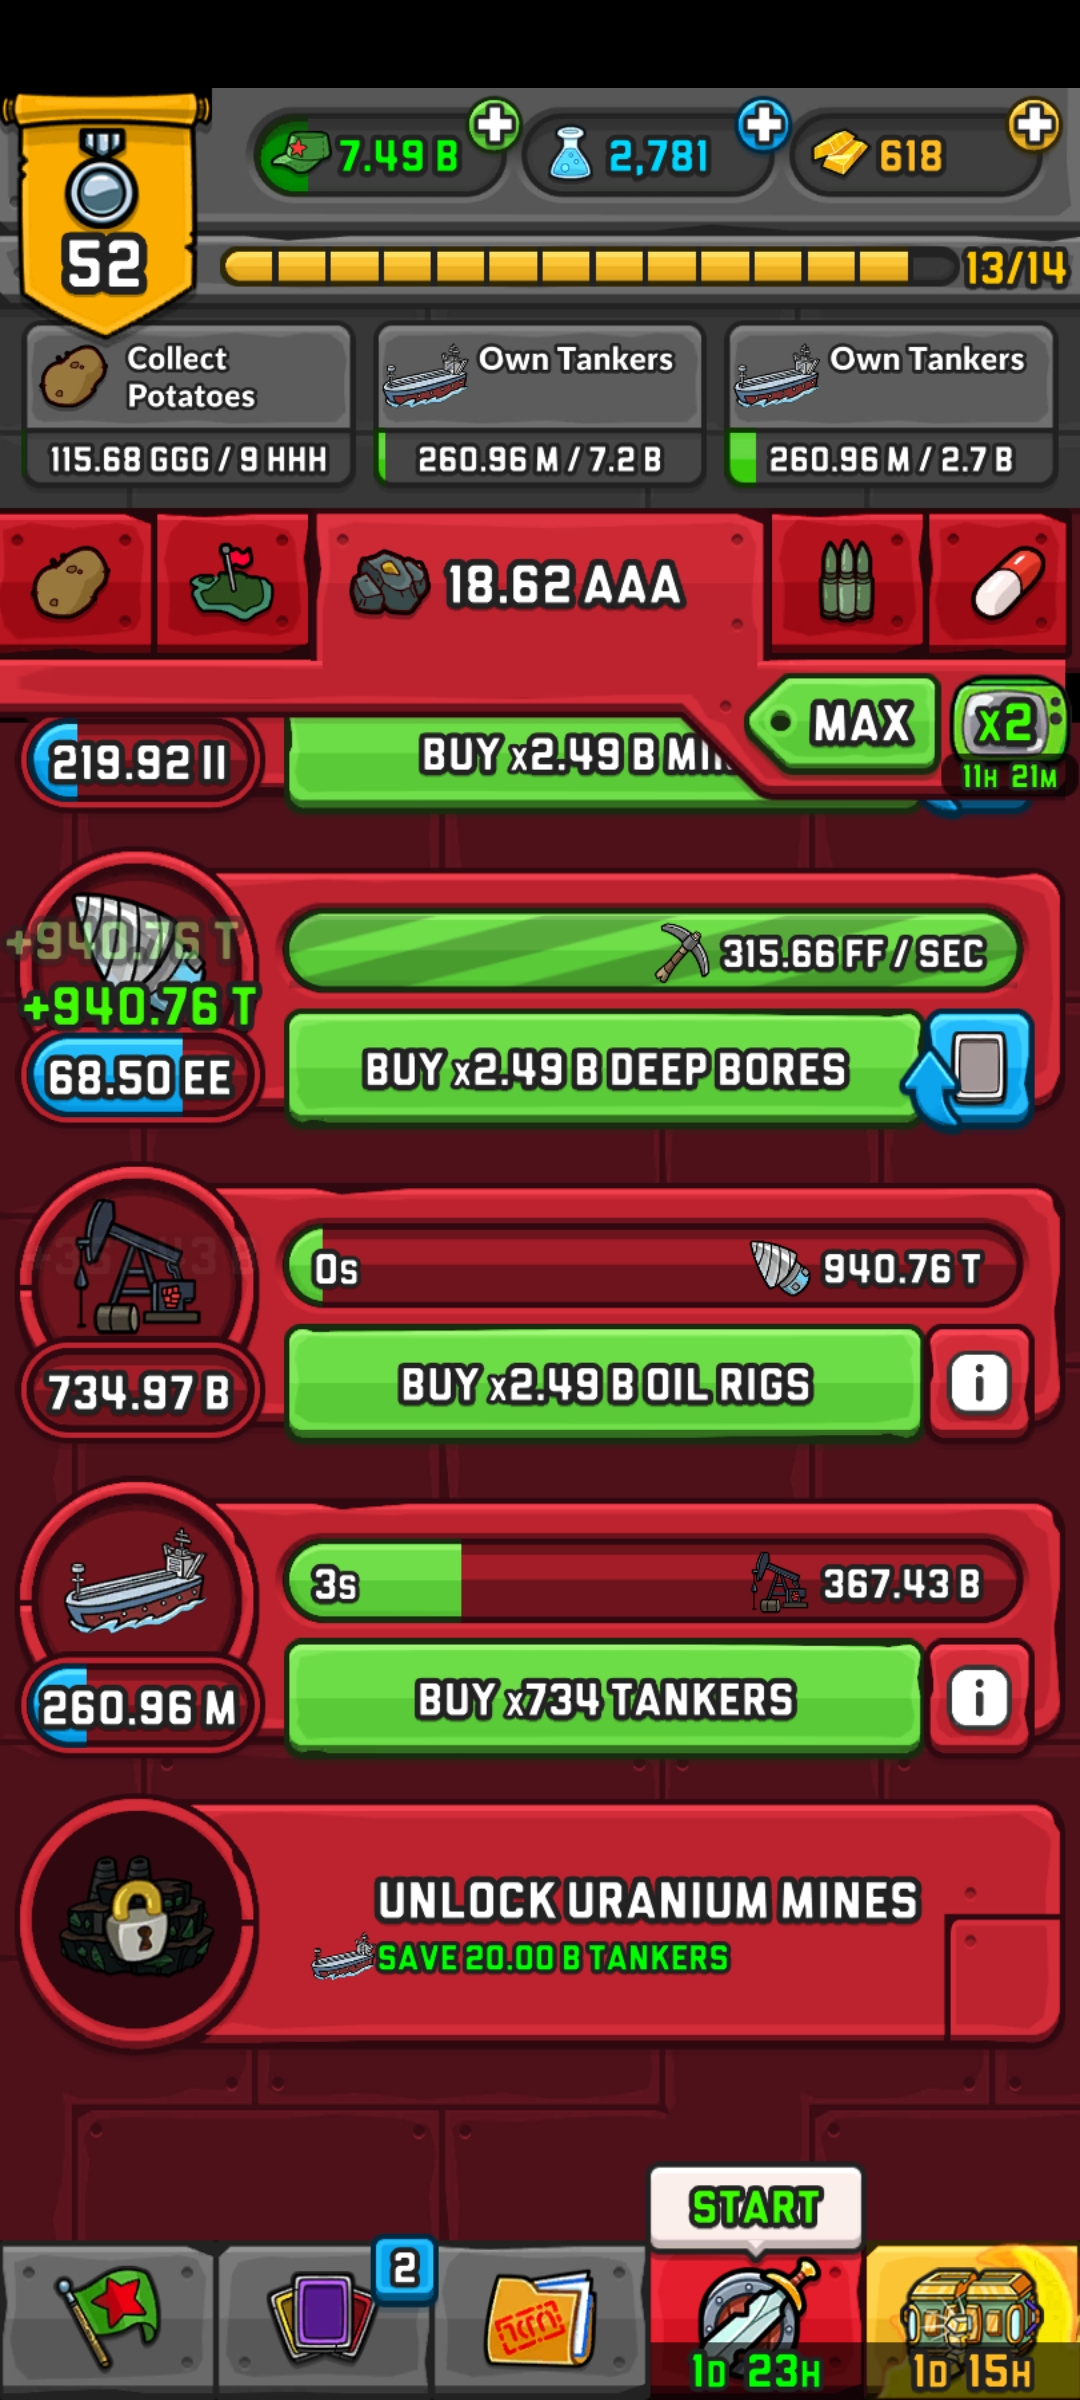 7.49 B
2,781
618
52
13/14
Collect
Potatoes
115.68 GGG / 9 HHH
Own Tankers
260.96 M / 7.2 B
Own Tankers
260.96 M / 2.7 B
18.62 AAA
MAX
x2
11H 21M
219.92 II
BUY x2.49 B
+940.76 T
+940.76 T
68.50 EE
315.66 FF / SEC
BUY x2.49 B DEEP BORES
0s
940.76 T
734.97 B
BUY x2.49 B OIL RIGS
i
3s
367.43 B
260.96 M
BUY x734 TANKERS
i
UNLOCK URANIUM MINES
SAVE 20.00 B TANKERS
START
2
1D 23H
1D 15H